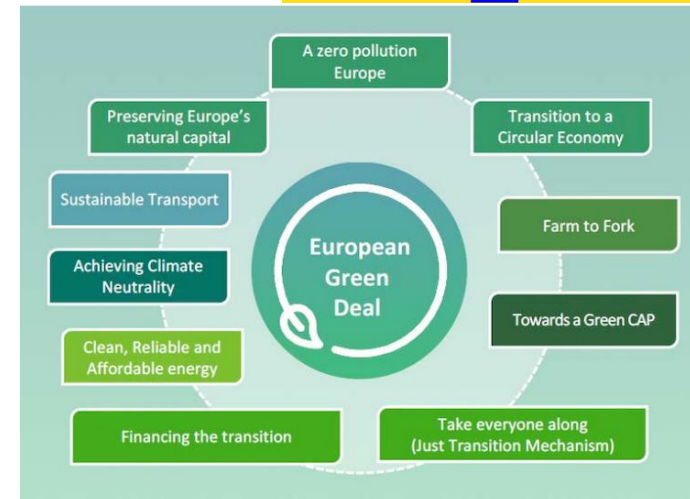 A zero pollution
Europe
Preserving Europe's
natural capital
Transition to a
Circular Economy
Sustainable Transport
Farm to Fork
European
Green
Deal
Achieving Climate
Neutrality
Towards a Green CAP
Clean, Reliable and
Affordable energy
Financing the transition
Take everyone along
(Just Transition Mechanism)